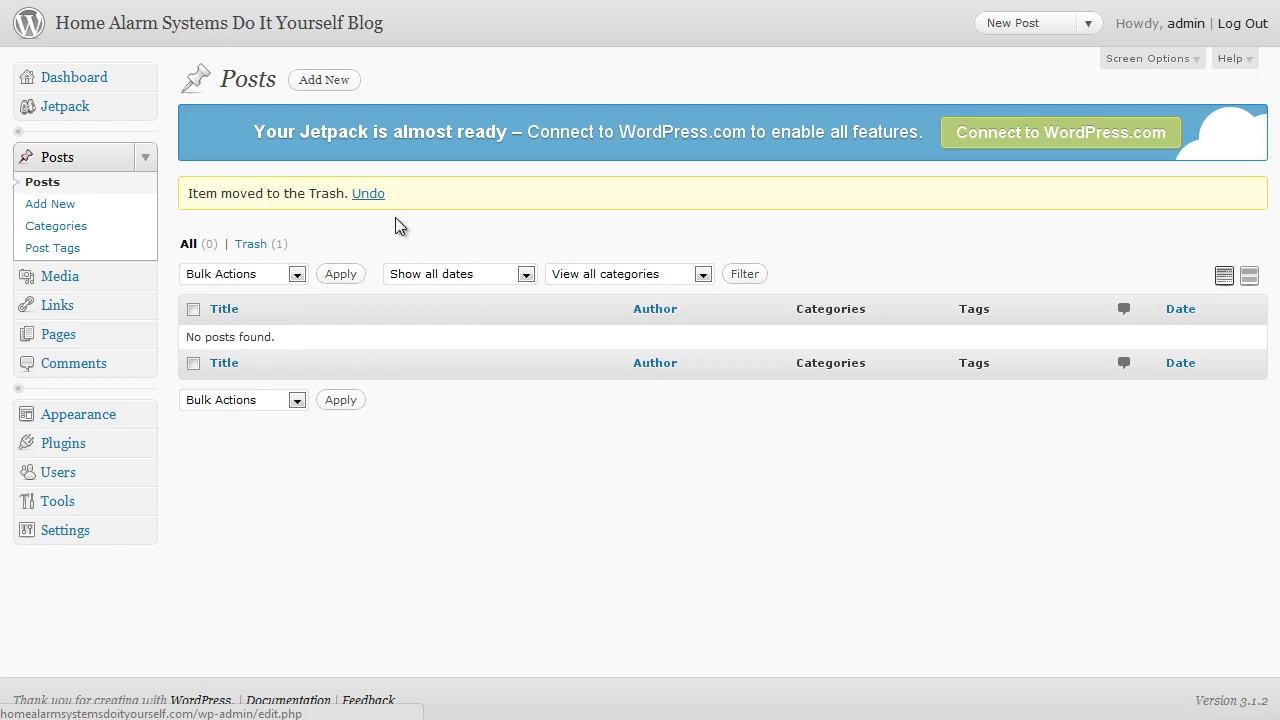 Home Alarm Systems Do It Yourself Blog
New Post
Howdy, admin | Log Out
Screen Options
Help
Dashboard
Jetpack
Posts
Posts
Add New
Categories
Post Tags
Media
Links
Pages
Comments
Appearance
Plugins
Users
Tools
Settings
Posts
Add New
Your Jetpack is almost ready – Connect to WordPress.com to enable all features.
Connect to WordPress.com
Item moved to the Trash. Undo
All (0) | Trash (1)
Bulk Actions Apply Show all dates View all categories Filter
Title Author Categories Tags Date
No posts found.
Title Author Categories Tags Date
Bulk Actions Apply
Thank you for creating with WordPress. | Documentation | Feedback
Version 3.1.2
homealarmsystemsdoityourself.com/wp-admin/edit.php